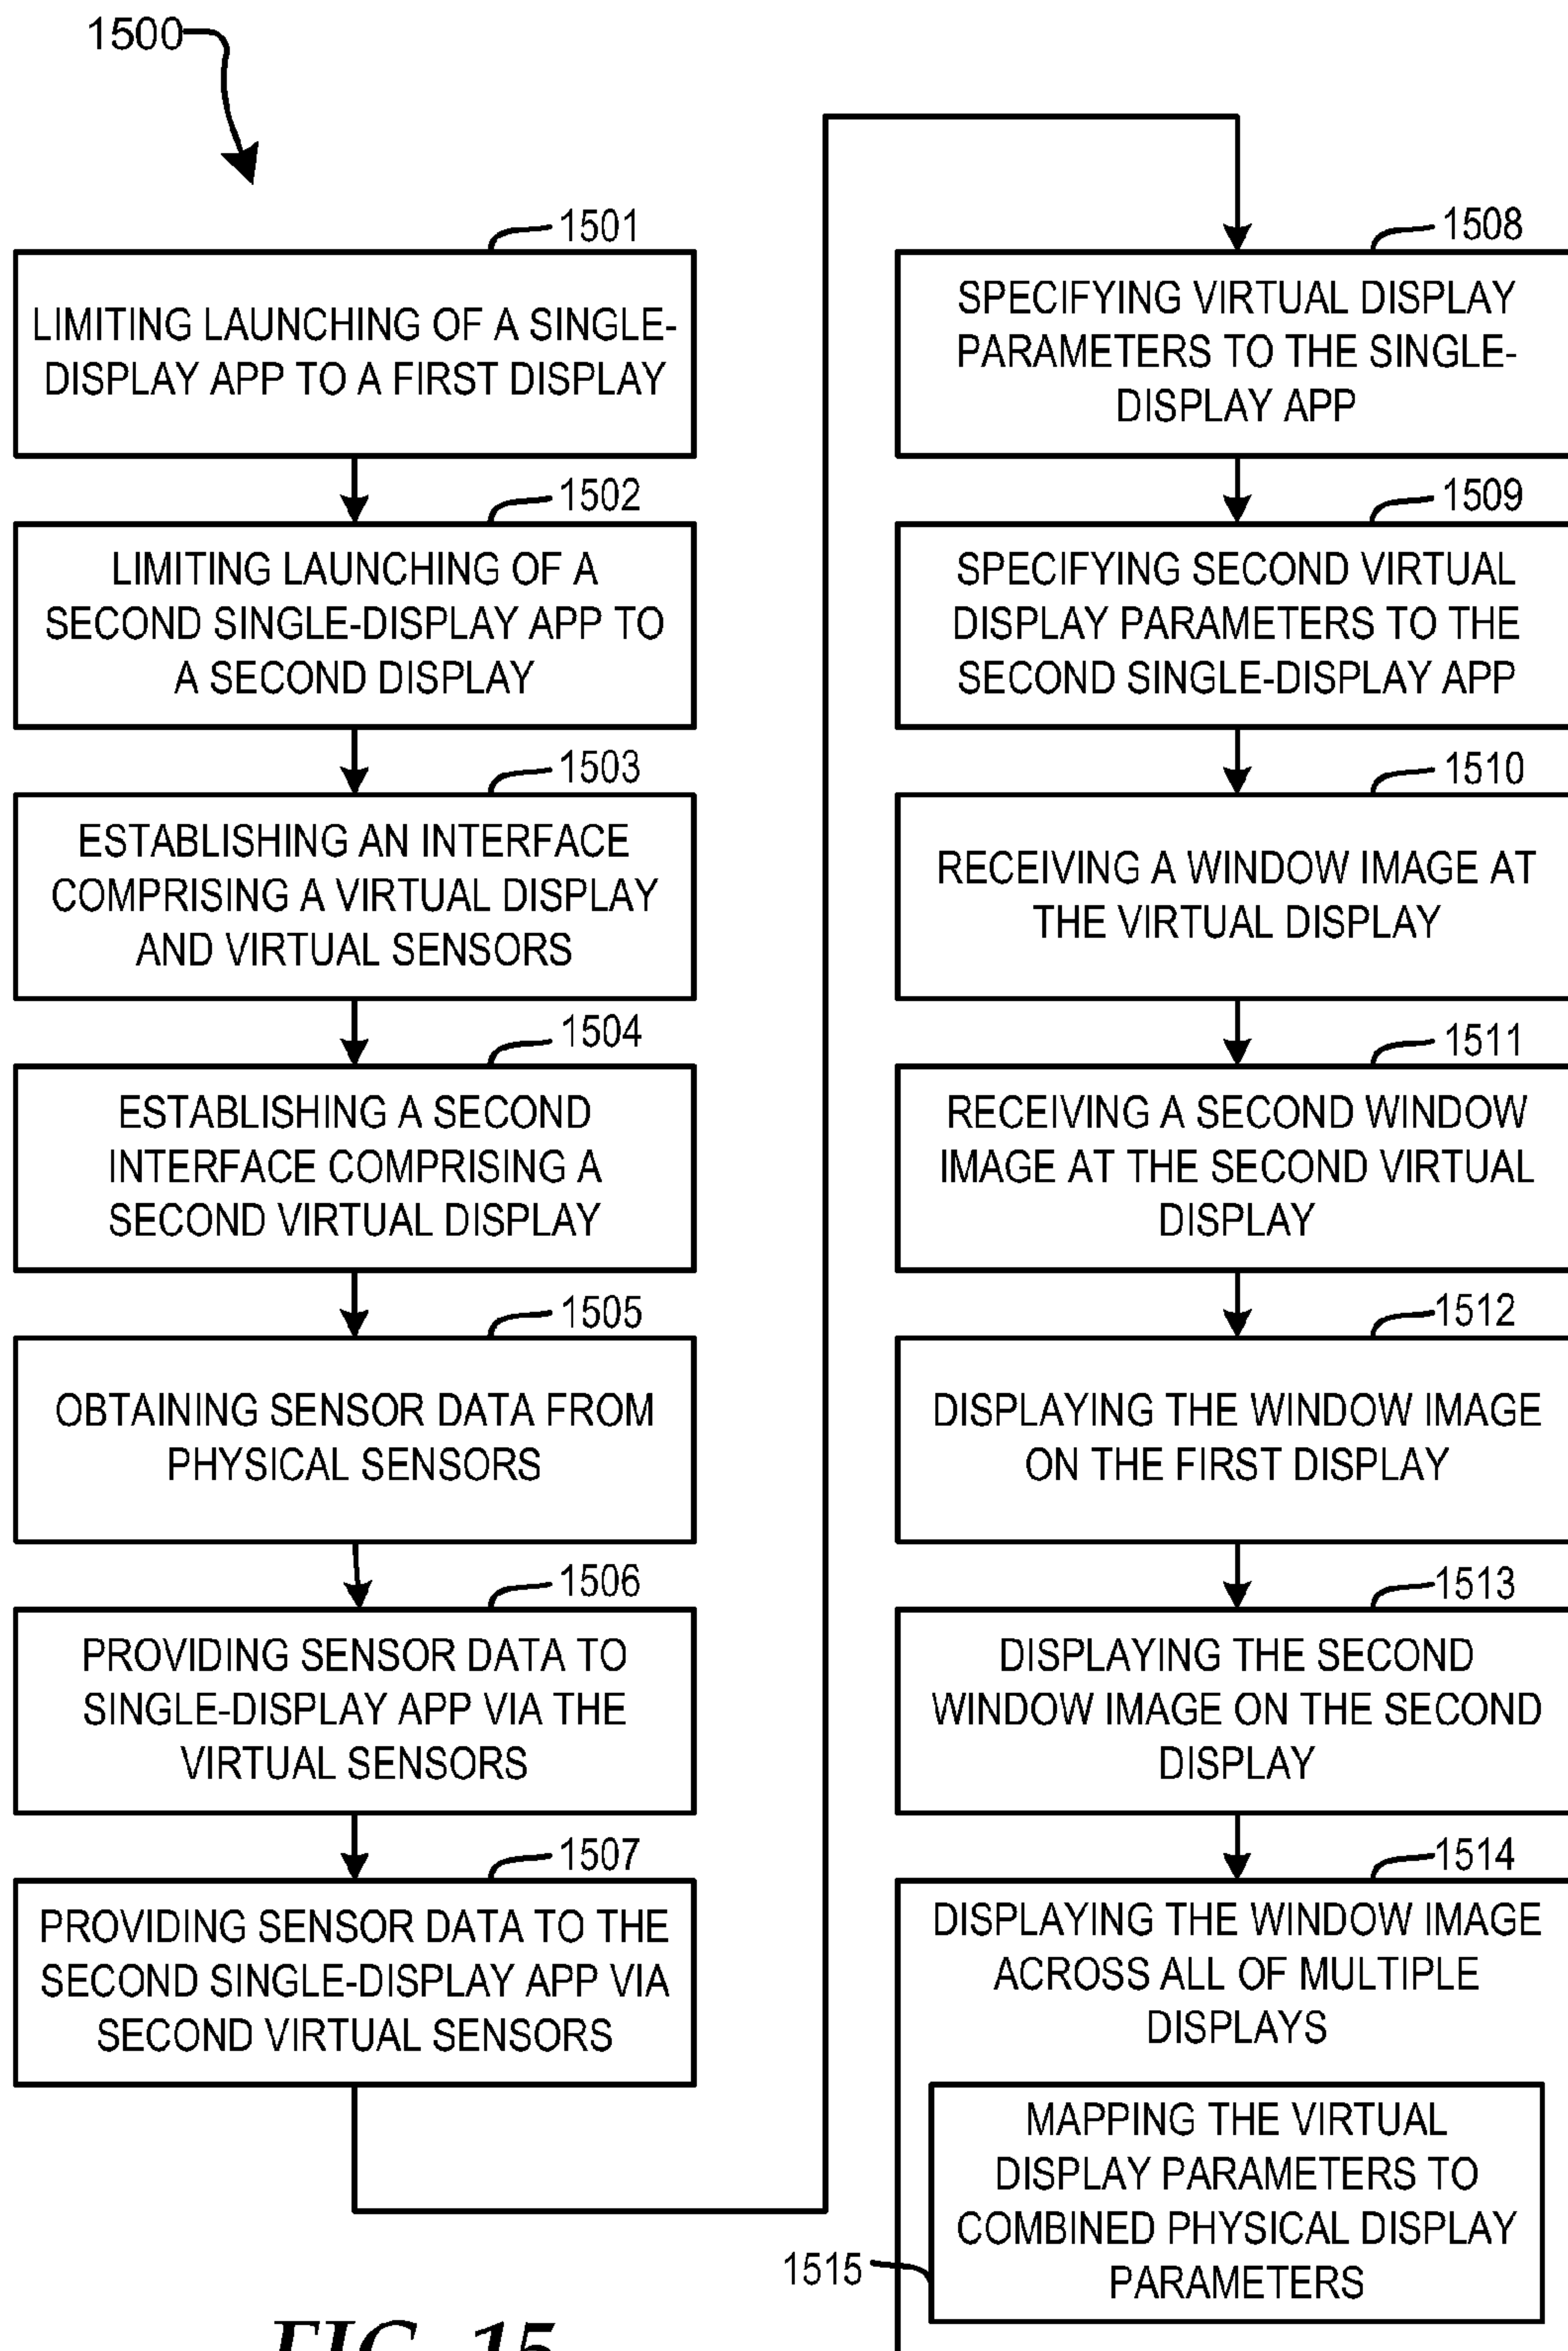 1500
1501
LIMITING LAUNCHING OF A SINGLE-
DISPLAY APP TO A FIRST DISPLAY
1502
LIMITING LAUNCHING OF A
SECOND SINGLE-DISPLAY APP TO
A SECOND DISPLAY
1503
ESTABLISHING AN INTERFACE
COMPRISING A VIRTUAL DISPLAY
AND VIRTUAL SENSORS
1504
ESTABLISHING A SECOND
INTERFACE COMPRISING A
SECOND VIRTUAL DISPLAY
1505
OBTAINING SENSOR DATA FROM
PHYSICAL SENSORS
1506
PROVIDING SENSOR DATA TO
SINGLE-DISPLAY APP VIA THE
VIRTUAL SENSORS
1507
PROVIDING SENSOR DATA TO THE
SECOND SINGLE-DISPLAY APP VIA
SECOND VIRTUAL SENSORS
1508
SPECIFYING VIRTUAL DISPLAY
PARAMETERS TO THE SINGLE-
DISPLAY APP
1509
SPECIFYING SECOND VIRTUAL
DISPLAY PARAMETERS TO THE
SECOND SINGLE-DISPLAY APP
1510
RECEIVING A WINDOW IMAGE AT
THE VIRTUAL DISPLAY
1511
RECEIVING A SECOND WINDOW
IMAGE AT THE SECOND VIRTUAL
DISPLAY
1512
DISPLAYING THE WINDOW IMAGE
ON THE FIRST DISPLAY
1513
DISPLAYING THE SECOND
WINDOW IMAGE ON THE SECOND
DISPLAY
1514
DISPLAYING THE WINDOW IMAGE
ACROSS ALL OF MULTIPLE
DISPLAYS
MAPPING THE VIRTUAL
DISPLAY PARAMETERS TO
COMBINED PHYSICAL DISPLAY
PARAMETERS
1515
FIG. 15